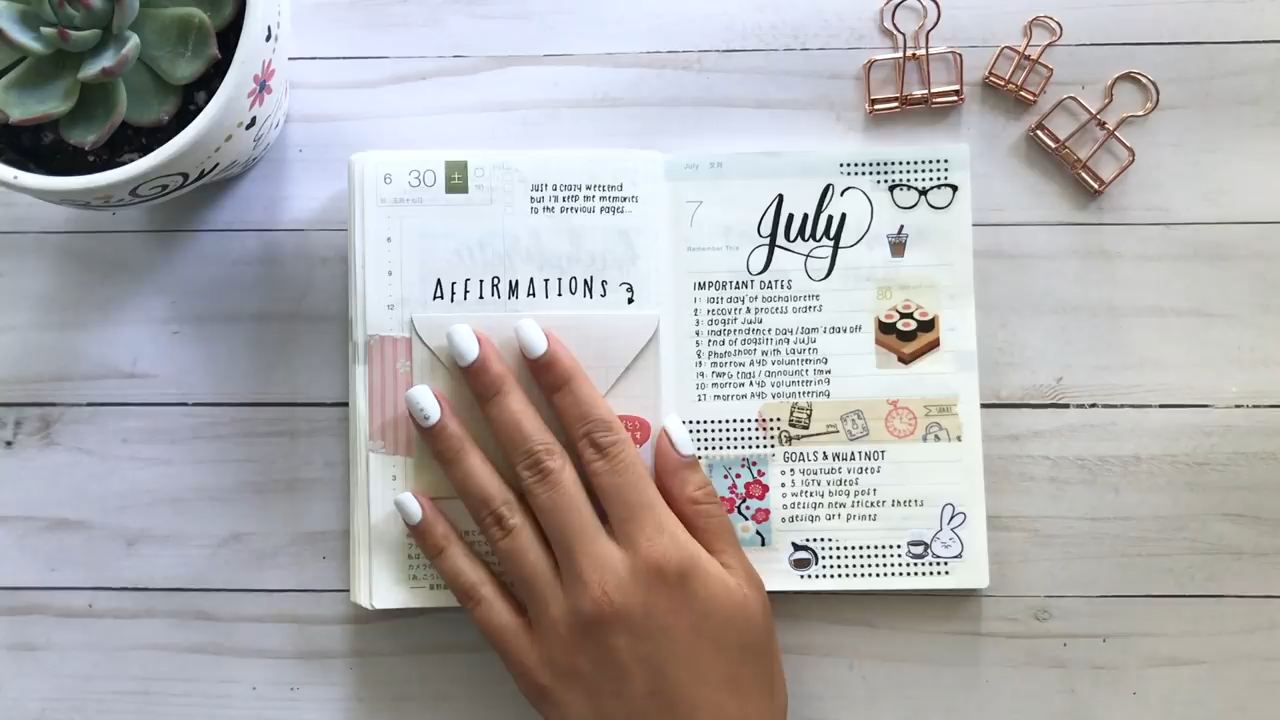 6 30 土
Just a crazy weekend
but I'll keep the memories
to the previous pages...
6
9
12
AFFIRMATIONS
3
July
7
July
Remember This
IMPORTANT DATES
1: last day of bachalorette
2: recover & process orders
3: dogsit JuJu
4: independence Day / Sam's day off
5: end of dogsitting JuJu
8: photoshoot with Lauren
13: morrow AYD volunteering
19: FWPG ends / announce tmw
20: morrow AYD volunteering
27: morrow AYD volunteering
80
GOALS & WHATNOT
o 5 YouTube videos
o 5 IGTV videos
o weekly blog post
o design new sticker sheets
o design art prints